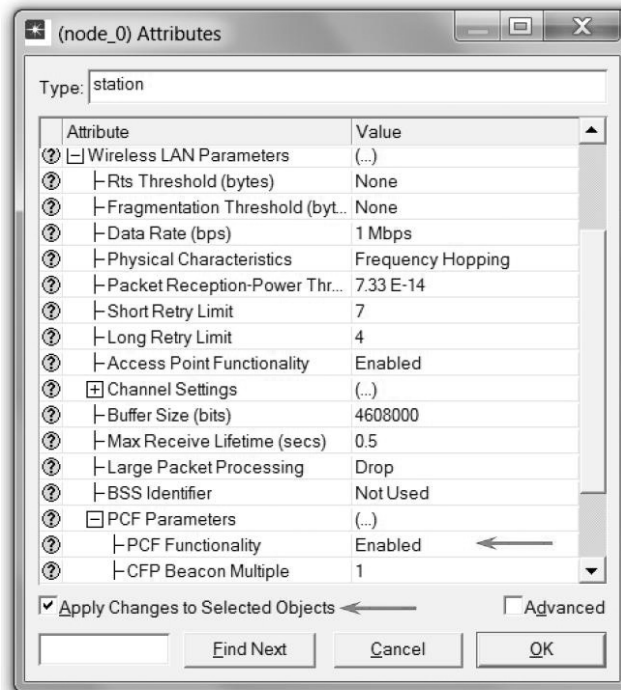 (node_0) Attributes
Type: station
Attribute Value
Wireless LAN Parameters (...)
Rts Threshold (bytes) None
Fragmentation Threshold (byt... None
Data Rate (bps) 1 Mbps
Physical Characteristics Frequency Hopping
Packet Reception-Power Thr... 7.33 E-14
Short Retry Limit 7
Long Retry Limit 4
Access Point Functionality Enabled
Channel Settings (...)
Buffer Size (bits) 4608000
Max Receive Lifetime (secs) 0.5
Large Packet Processing Drop
BSS Identifier Not Used
PCF Parameters (...)
PCF Functionality Enabled
CFP Beacon Multiple 1
Apply Changes to Selected Objects Advanced
Find Next Cancel OK